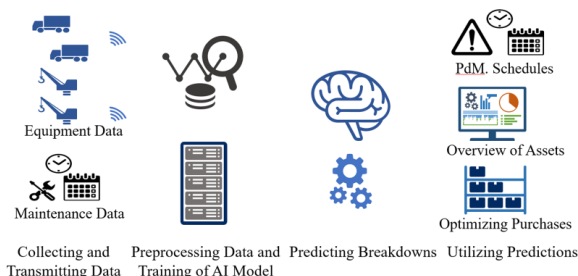 Equipment Data
Maintenance Data
PdM. Schedules
Overview of Assets
Optimizing Purchases
Collecting and
Transmitting Data
Preprocessing Data and
Training of AI Model
Predicting Breakdowns
Utilizing Predictions